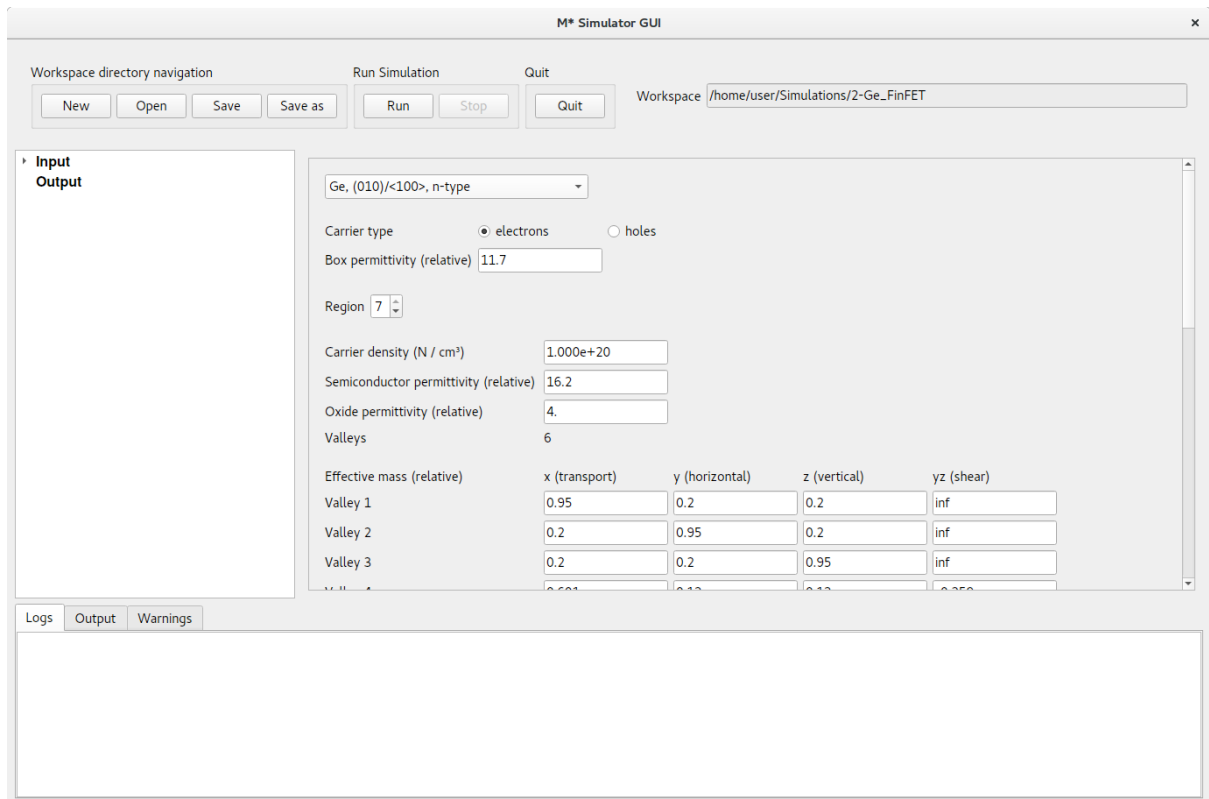 M* Simulator GUI
Workspace directory navigation Run Simulation Quit
New Open Save Save as Run Stop Quit Workspace /home/user/Simulations/2-Ge_FinFET
Input
Output
Ge, (010)/<100>, n-type
Carrier type electrons holes
Box permittivity (relative) 11.7
Region 7
Carrier density (N / cm³) 1.000e+20
Semiconductor permittivity (relative) 16.2
Oxide permittivity (relative) 4.
Valleys 6
Effective mass (relative) x (transport) y (horizontal) z (vertical) yz (shear)
Valley 1 0.95 0.2 0.2 inf
Valley 2 0.2 0.95 0.2 inf
Valley 3 0.2 0.2 0.95 inf
Logs Output Warnings